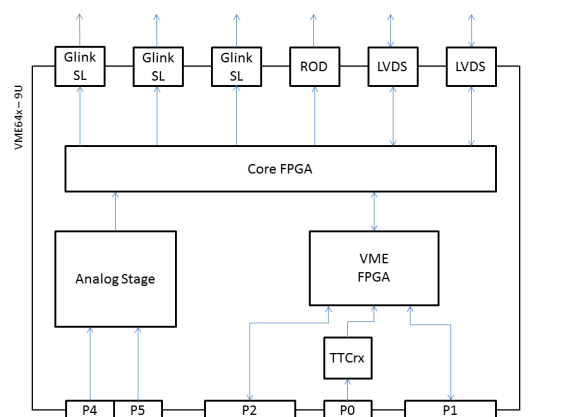 Glink
SL
Glink
SL
Glink
SL
ROD
LVDS
LVDS
VME64x – 9U
Core FPGA
Analog Stage
VME
FPGA
TTCrx
P4
P5
P2
P0
P1